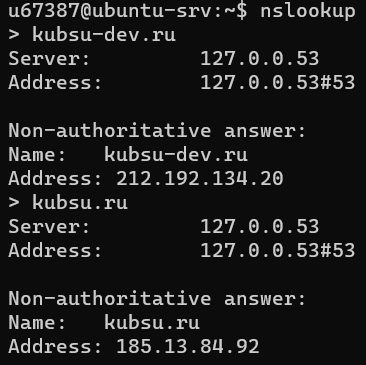 u67387@ubuntu-srv:~$ nslookup
> kubsu-dev.ru
Server:         127.0.0.53
Address:        127.0.0.53#53

Non-authoritative answer:
Name:   kubsu-dev.ru
Address: 212.192.134.20
> kubsu.ru
Server:         127.0.0.53
Address:        127.0.0.53#53

Non-authoritative answer:
Name:   kubsu.ru
Address: 185.13.84.92